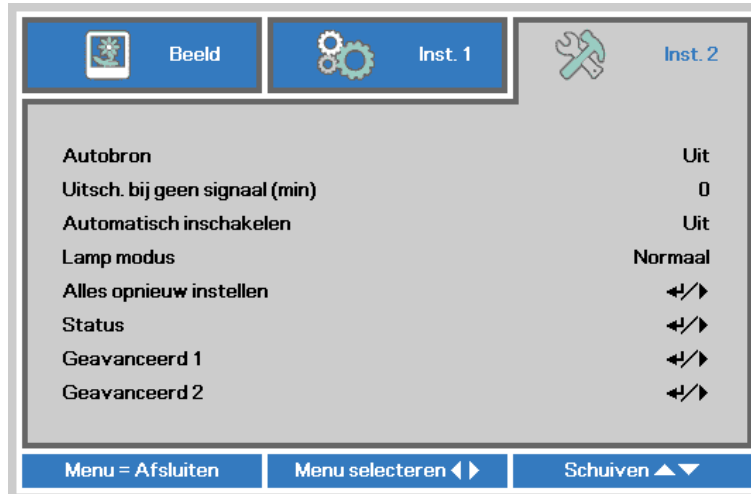 Beeld Inst. 1 Inst. 2
Autobron Uit
Uitsch. bij geen signaal (min) 0
Automatisch inschakelen Uit
Lamp modus Normaal
Alles opnieuw instellen ↵/▶
Status ↵/▶
Geavanceerd 1 ↵/▶
Geavanceerd 2 ↵/▶
Menu = Afsluiten Menu selecteren ◀▶ Schuiven ▲▼